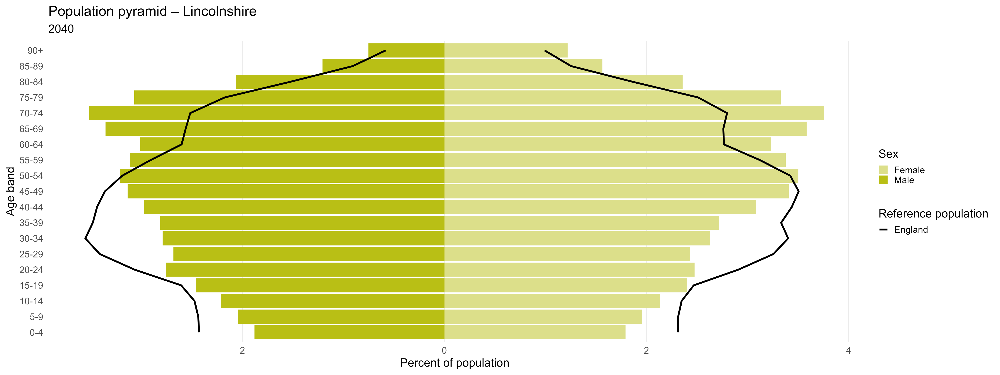 Population pyramid – Lincolnshire
2040
90+
85-89
80-84
75-79
70-74
65-69
60-64
55-59
50-54
45-49
40-44
35-39
30-34
25-29
20-24
15-19
10-14
5-9
0-4
Age band
2 0 2 4
Percent of population
Sex
Female
Male
Reference population
England